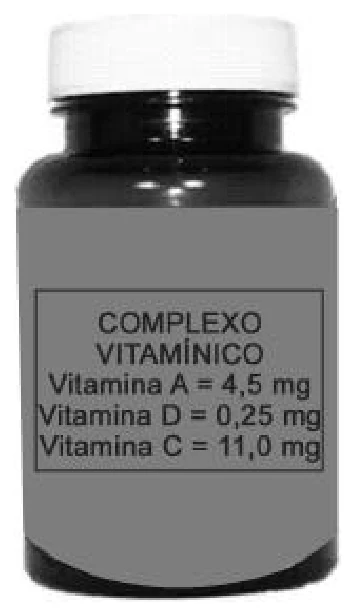 COMPLEXO
VITAMÍNICO
Vitamina A = 4,5 mg
Vitamina D = 0,25 mg
Vitamina C = 11,0 mg